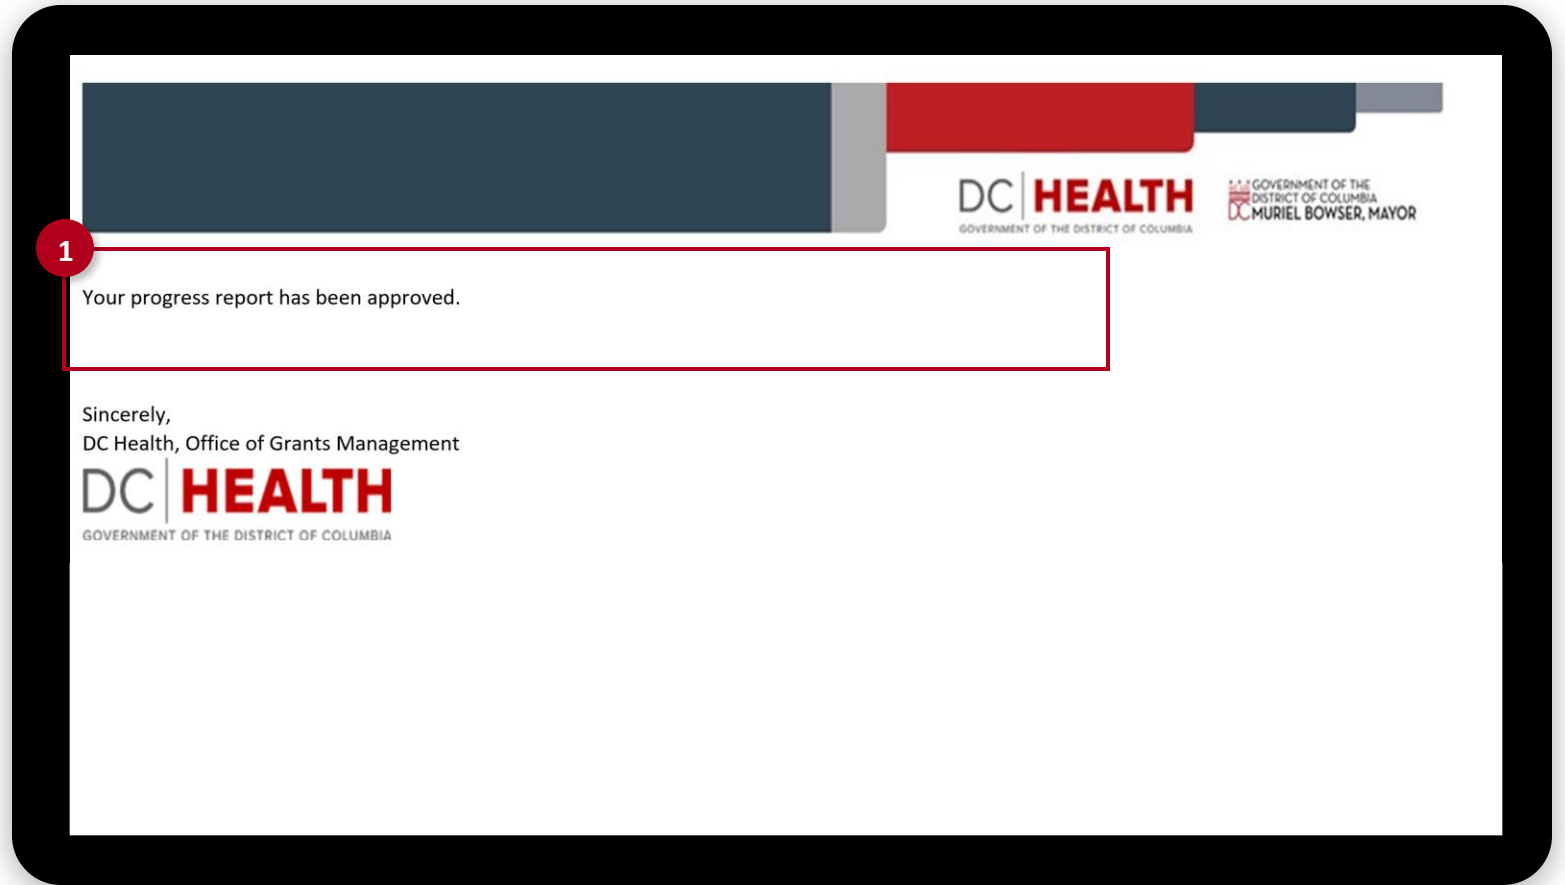 DC HEALTH
GOVERNMENT OF THE DISTRICT OF COLUMBIA
GOVERNMENT OF THE
DISTRICT OF COLUMBIA
DC MURIEL BOWSER, MAYOR
1
Your progress report has been approved.
Sincerely,
DC Health, Office of Grants Management
DC HEALTH
GOVERNMENT OF THE DISTRICT OF COLUMBIA